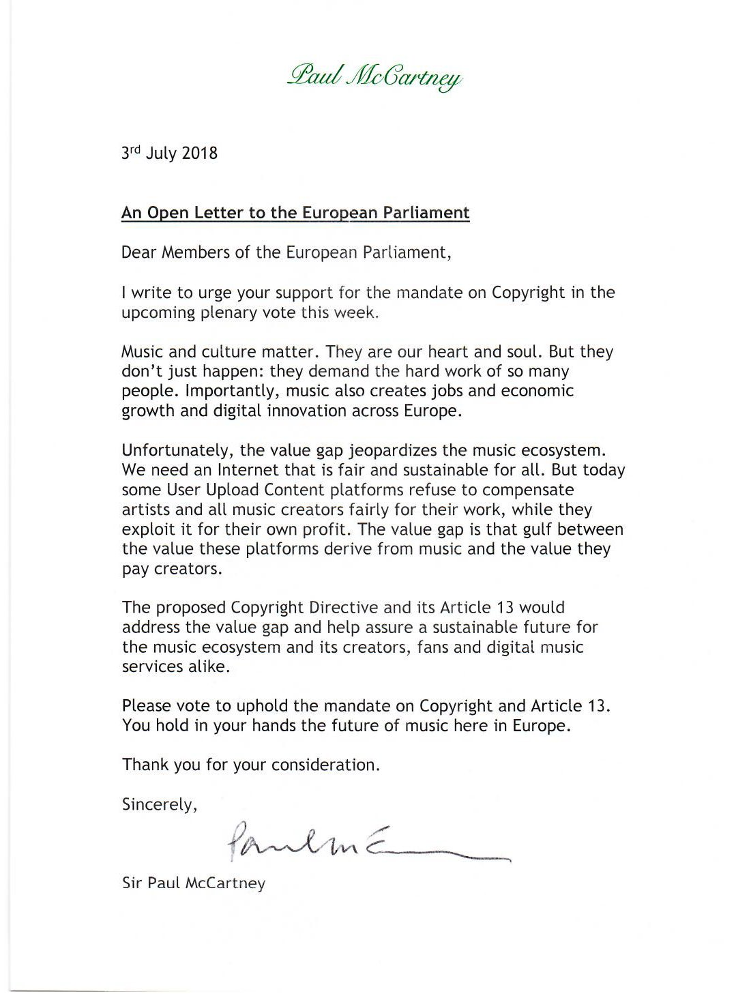 Paul McCartney
3rd July 2018
An Open Letter to the European Parliament
Dear Members of the European Parliament,
I write to urge your support for the mandate on Copyright in the
upcoming plenary vote this week.
Music and culture matter. They are our heart and soul. But they
don't just happen: they demand the hard work of so many
people. Importantly, music also creates jobs and economic
growth and digital innovation across Europe.
Unfortunately, the value gap jeopardizes the music ecosystem.
We need an Internet that is fair and sustainable for all. But today
some User Upload Content platforms refuse to compensate
artists and all music creators fairly for their work, while they
exploit it for their own profit. The value gap is that gulf between
the value these platforms derive from music and the value they
pay creators.
The proposed Copyright Directive and its Article 13 would
address the value gap and help assure a sustainable future for
the music ecosystem and its creators, fans and digital music
services alike.
Please vote to uphold the mandate on Copyright and Article 13.
You hold in your hands the future of music here in Europe.
Thank you for your consideration.
Sincerely,
Paul McC
Sir Paul McCartney